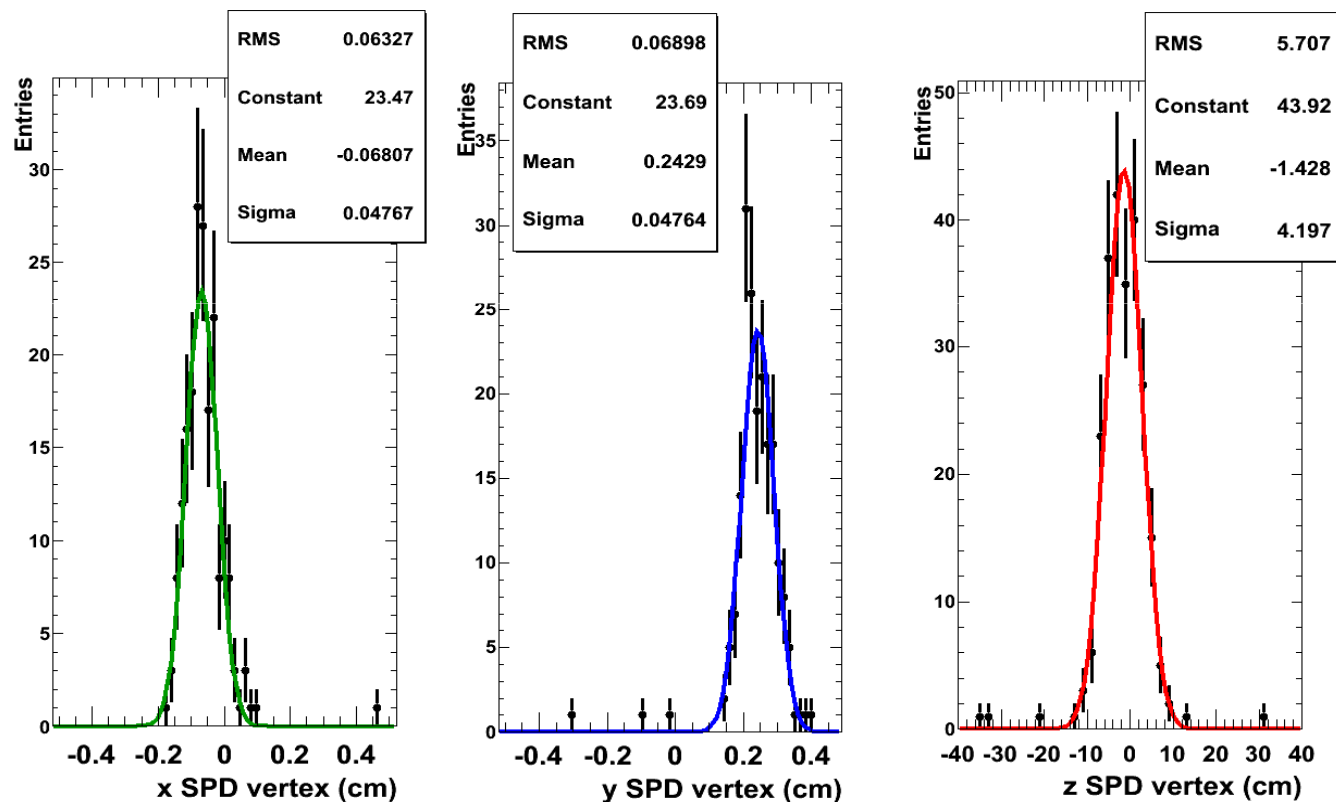 RMS 0.06327
Constant 23.47
Mean -0.06807
Sigma 0.04767
Entries
30
25
20
15
10
5
0
-0.4 -0.2 0 0.2 0.4
x SPD vertex (cm)
RMS 0.06898
Constant 23.69
Mean 0.2429
Sigma 0.04764
Entries
35
30
25
20
15
10
5
0
-0.4 -0.2 0 0.2 0.4
y SPD vertex (cm)
RMS 5.707
Constant 43.92
Mean -1.428
Sigma 4.197
Entries
50
40
30
20
10
0
-40 -30 -20 -10 0 10 20 30 40
z SPD vertex (cm)